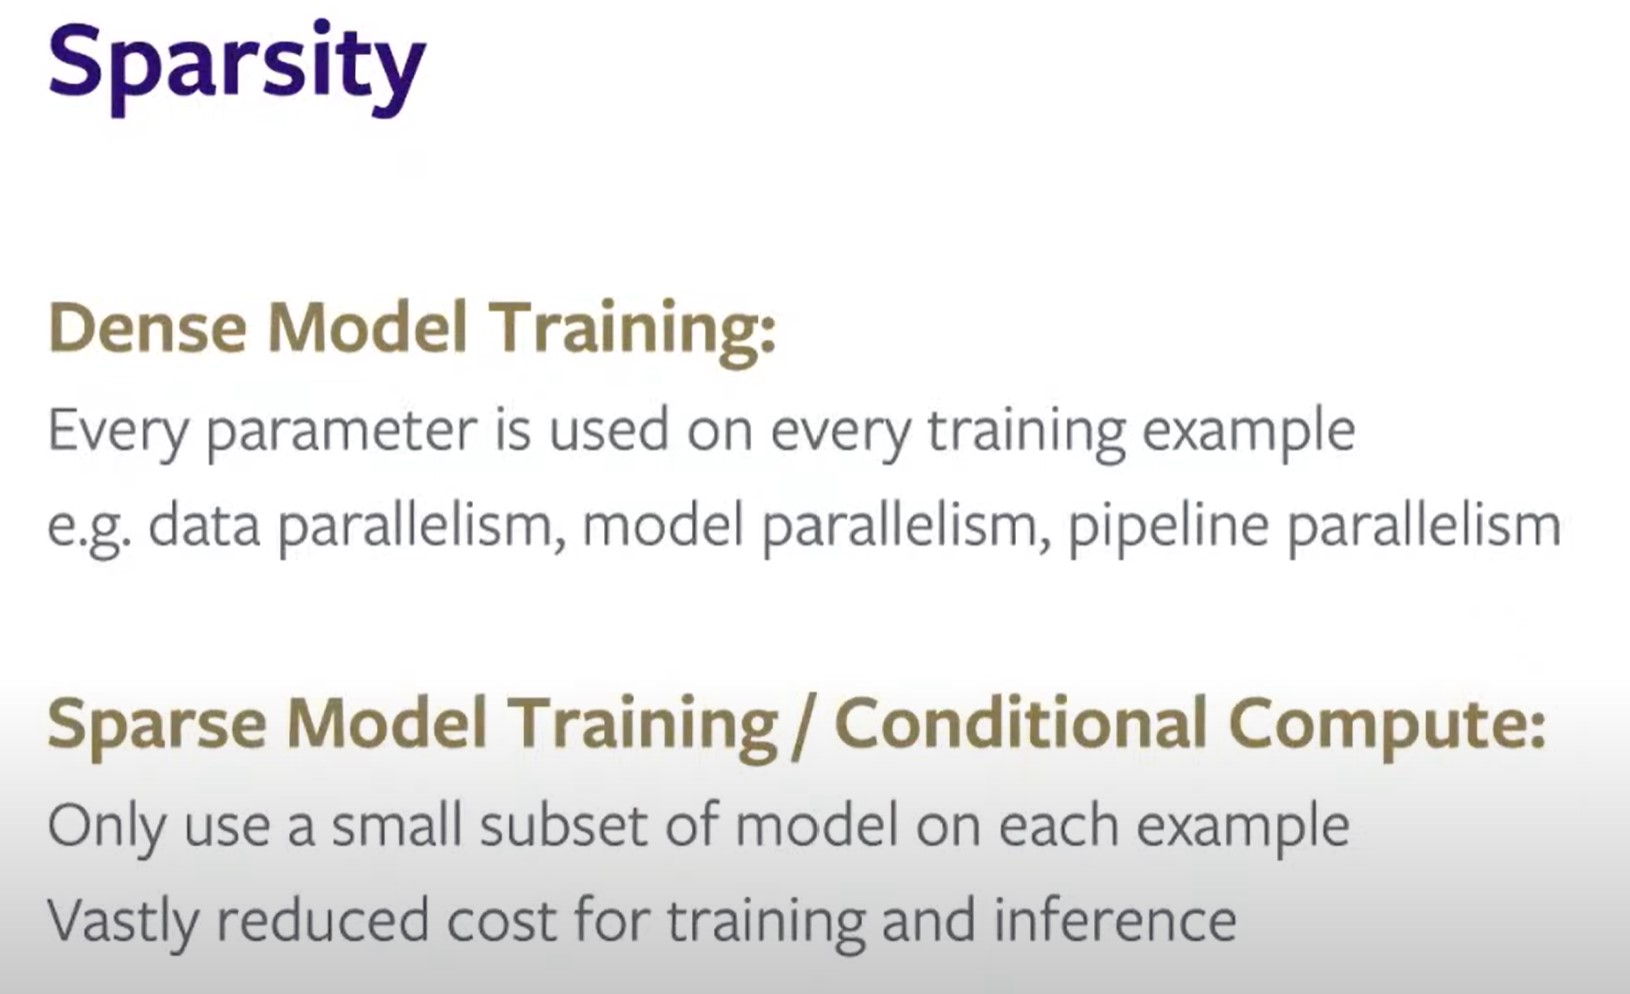 Sparsity
Dense Model Training:
Every parameter is used on every training example
e.g. data parallelism, model parallelism, pipeline parallelism
Sparse Model Training / Conditional Compute:
Only use a small subset of model on each example
Vastly reduced cost for training and inference